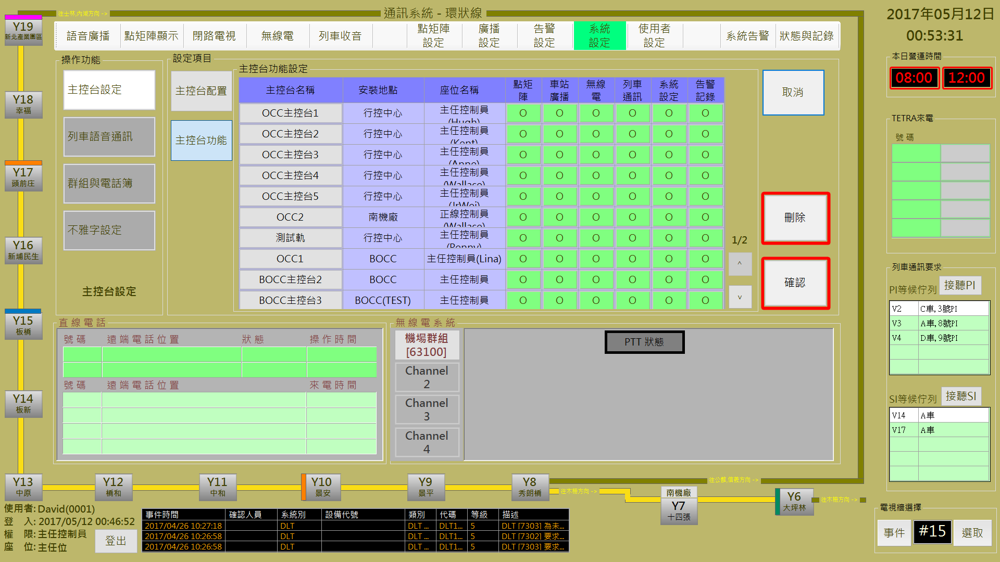 往士林,內湖方向->
通訊系統 - 環狀線
2017年05月12日
00:53:31
語音廣播 點矩陣顯示 閉路電視 無線電 列車收音 點矩陣設定 廣播設定 告警設定 系統設定 使用者設定 系統告警 狀態與記錄
Y19
新北產業園區
Y18
幸福
Y17
頭前庄
Y16
新埔民生
Y15
板橋
Y14
板新
操作功能
主控台設定
列車語音通訊
群組與電話簿
不雅字設定
主控台設定
設定項目
主控台配置
主控台功能
主控台功能設定
主控台名稱 安裝地點 座位名稱 點矩陣 車站廣播 無線電 列車通訊 系統設定 告警記錄
OCC主控台1 行控中心 主任控制員(Hugh) O O O O O O
OCC主控台2 行控中心 主任控制員(Kent) O O O O O O
OCC主控台3 行控中心 主任控制員(Anne) O O O O O O
OCC主控台4 行控中心 主任控制員(Wallace) O O O O O O
OCC主控台5 行控中心 主任控制員(JrWei) O O O O O O
OCC2 南機廠 正線控制員(Wallace) O O O O O O
測試軌 行控中心 主任控制員(Ronny) O O O O O O
OCC1 BOCC 主任控制員(Lina) O O O O O O
BOCC主控台2 BOCC 主任控制員 O O O O O O
BOCC主控台3 BOCC(TEST) 主任控制員 O O O O O O
1/2
^
v
取消
刪除
確認
本日營運時間
08:00 12:00
TETRA來電
號碼
列車通訊要求
PI等候佇列 接聽PI
V2 C車,3號PI
V3 A車,8號PI
V4 D車,9號PI
SI等候佇列 接聽SI
V14 A車
V17 A車
直線電話
號碼 遠端電話位置 狀態 操作時間
號碼 遠端電話位置 來電時間
無線電系統
機場群組
[63100]
Channel
2
Channel
3
Channel
4
PTT 狀態
Y13
中原
Y12
橋和
Y11
中和
Y10
景安
Y9
景平
Y8
秀朗橋
往公館,信義方向->
往木柵方向->
南機廠
Y7
十四張
Y6
大坪林
往木柵方向->
使用者: David(0001)
登 入: 2017/05/12 00:46:52
權 限: 主任控制員
座 位: 主任位
登出
事件時間 確認人員 系統別 設備代號 類別 代碼 等級 描述
2017/04/26 10:27:18 DLT DLT ... DLT1... 5 DLT [7303] 為未...
2017/04/26 10:26:58 DLT DLT ... DLT1... 5 DLT [7302] 要求...
2017/04/26 10:26:58 DLT DLT ... DLT1... 5 DLT [7303] 要求...
電視牆選擇
事件 #15 選取